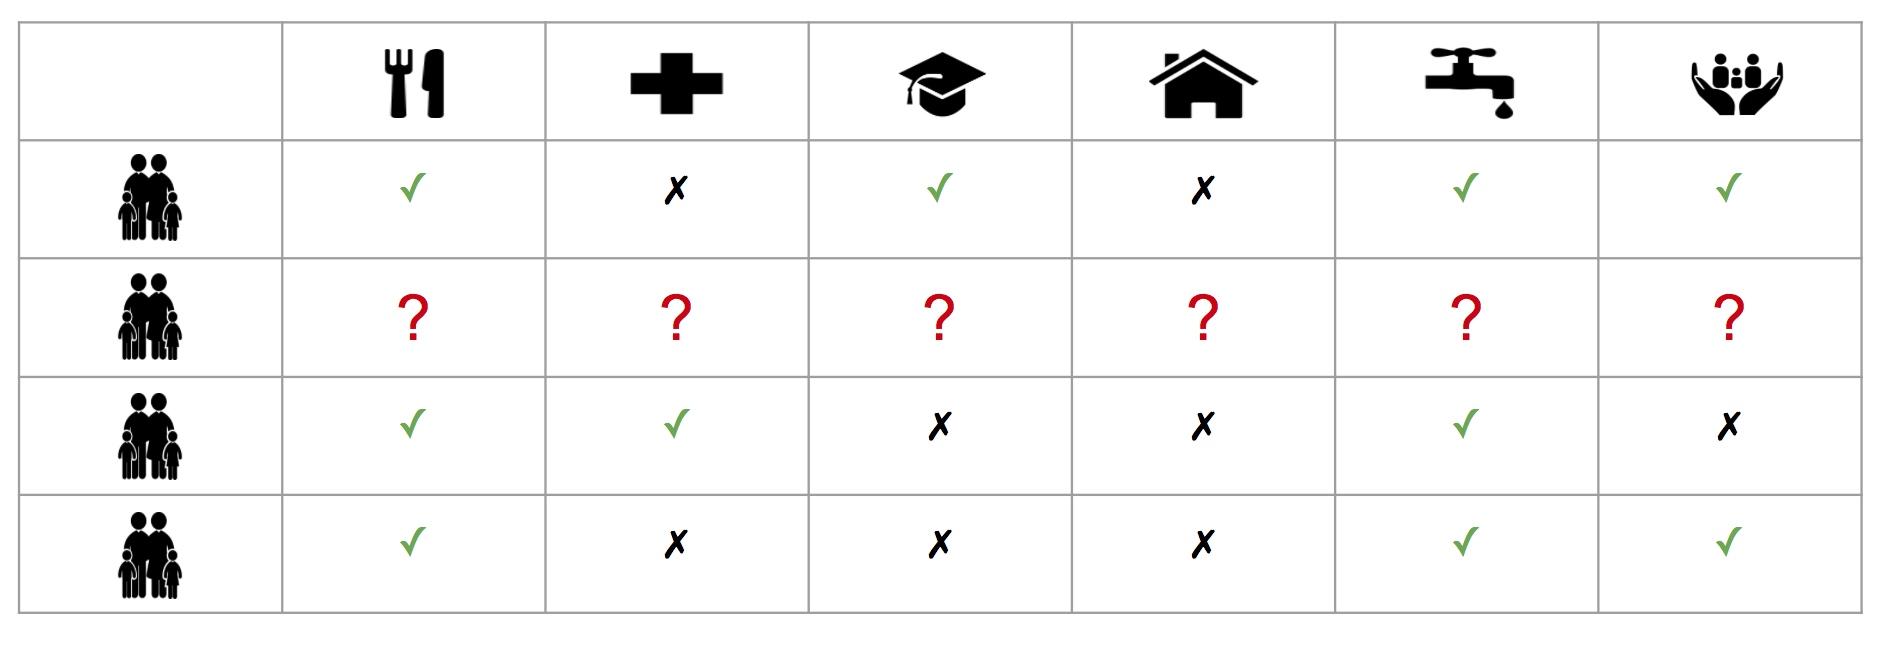 ✓ ✗ ✓ ✗ ✓ ✓
? ? ? ? ? ?
✓ ✓ ✗ ✗ ✓ ✗
✓ ✗ ✗ ✗ ✓ ✓